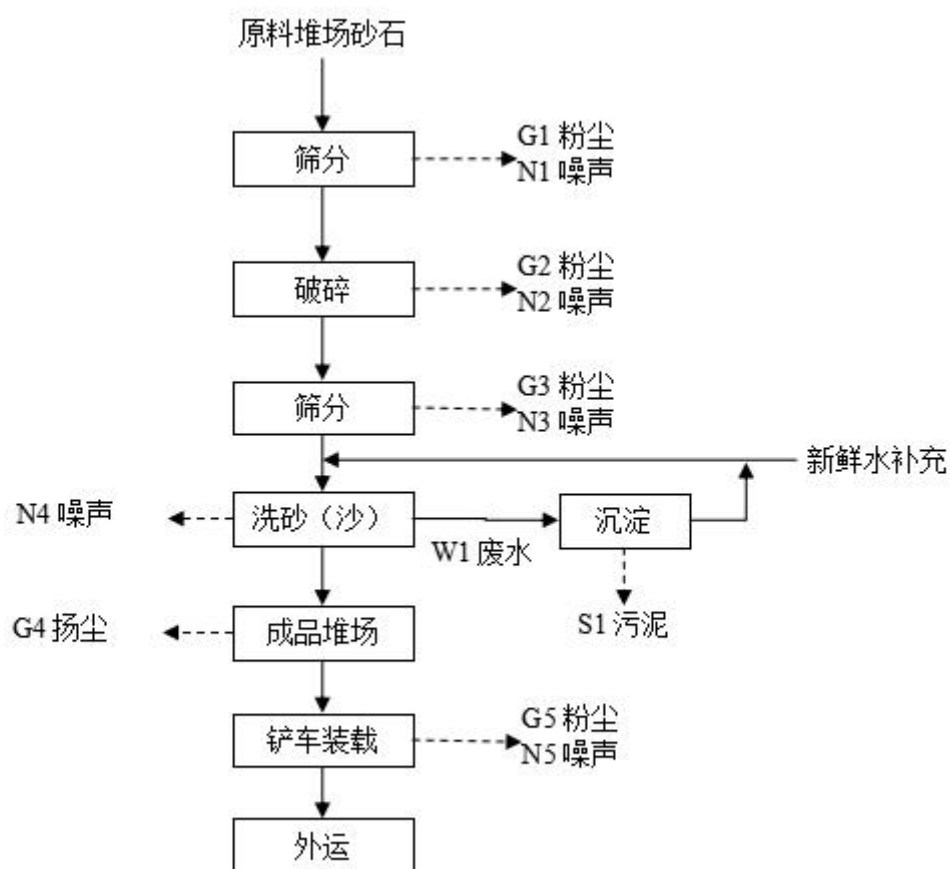 原料堆场砂石
筛分
G1 粉尘
N1 噪声
破碎
G2 粉尘
N2 噪声
筛分
G3 粉尘
N3 噪声
新鲜水补充
N4 噪声
洗砂（沙）
W1 废水
沉淀
G4 扬尘
成品堆场
S1 污泥
铲车装载
G5 粉尘
N5 噪声
外运